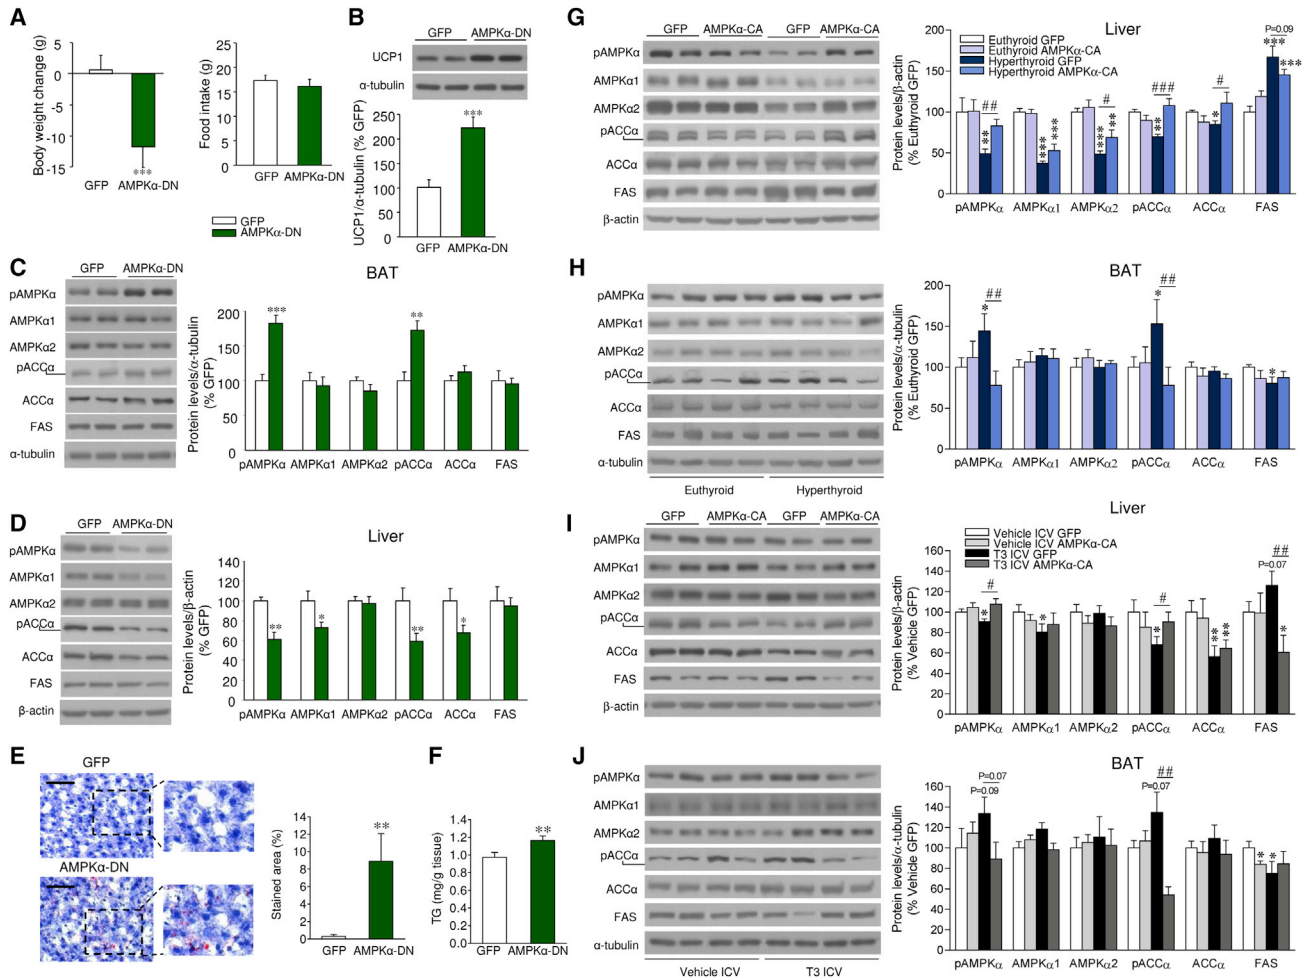 A
Body weight change (g)
5
0
-5
-10
-15
***
GFP
AMPKα-DN
Food intake (g)
25
20
15
10
5
0
GFP
AMPKα-DN
GFP
AMPKα-DN
B
GFP
AMPKα-DN
UCP1
α-tubulin
UCP1/α-tubulin (% GFP)
250
200
150
100
50
0
***
GFP
AMPKα-DN
C
GFP
AMPKα-DN
pAMPKα
AMPKα1
AMPKα2
pACCα
ACCα
FAS
α-tubulin
BAT
Protein levels/α-tubulin
(% GFP)
200
150
100
50
0
***
**
pAMPKα
AMPKα1
AMPKα2
pACCα
ACCα
FAS
D
GFP
AMPKα-DN
pAMPKα
AMPKα1
AMPKα2
pACCα
ACCα
FAS
β-actin
Liver
Protein levels/β-actin
(% GFP)
140
120
100
80
60
40
20
0
**
*
**
*
pAMPKα
AMPKα1
AMPKα2
pACCα
ACCα
FAS
E
GFP
AMPKα-DN
Stained area (%)
14
12
10
8
6
4
2
0
**
GFP
AMPKα-DN
F
TG (mg/g tissue)
1.6
1.4
1.2
1.0
0.8
0.6
0.4
0.2
0.0
**
GFP
AMPKα-DN
G
GFP
AMPKα-CA
GFP
AMPKα-CA
pAMPKα
AMPKα1
AMPKα2
pACCα
ACCα
FAS
β-actin
Liver
Euthyroid GFP
Euthyroid AMPKα-CA
Hyperthyroid GFP
Hyperthyroid AMPKα-CA
Protein levels/β-actin
(% Euthyroid GFP)
200
150
100
50
0
##
**
***
***
#
***
**
###
**
#
*
P=0.09
***
***
pAMPKα
AMPKα1
AMPKα2
pACCα
ACCα
FAS
H
pAMPKα
AMPKα1
AMPKα2
pACCα
ACCα
FAS
α-tubulin
Euthyroid
Hyperthyroid
BAT
Protein levels/α-tubulin
(% Euthyroid GFP)
200
150
100
50
0
##
*
*
##
*
pAMPKα
AMPKα1
AMPKα2
pACCα
ACCα
FAS
I
GFP
AMPKα-CA
GFP
AMPKα-CA
pAMPKα
AMPKα1
AMPKα2
pACCα
ACCα
FAS
β-actin
Liver
Vehicle ICV GFP
Vehicle ICV AMPKα-CA
T3 ICV GFP
T3 ICV AMPKα-CA
Protein levels/β-actin
(% Vehicle GFP)
160
140
120
100
80
60
40
20
0
#
*
*
#
*
**
**
##
P=0.07
*
pAMPKα
AMPKα1
AMPKα2
pACCα
ACCα
FAS
J
pAMPKα
AMPKα1
AMPKα2
pACCα
ACCα
FAS
α-tubulin
Vehicle ICV
T3 ICV
BAT
Protein levels/α-tubulin
(% Vehicle GFP)
160
140
120
100
80
60
40
20
0
P=0.07
P=0.09
##
P=0.07
*
*
pAMPKα
AMPKα1
AMPKα2
pACCα
ACCα
FAS